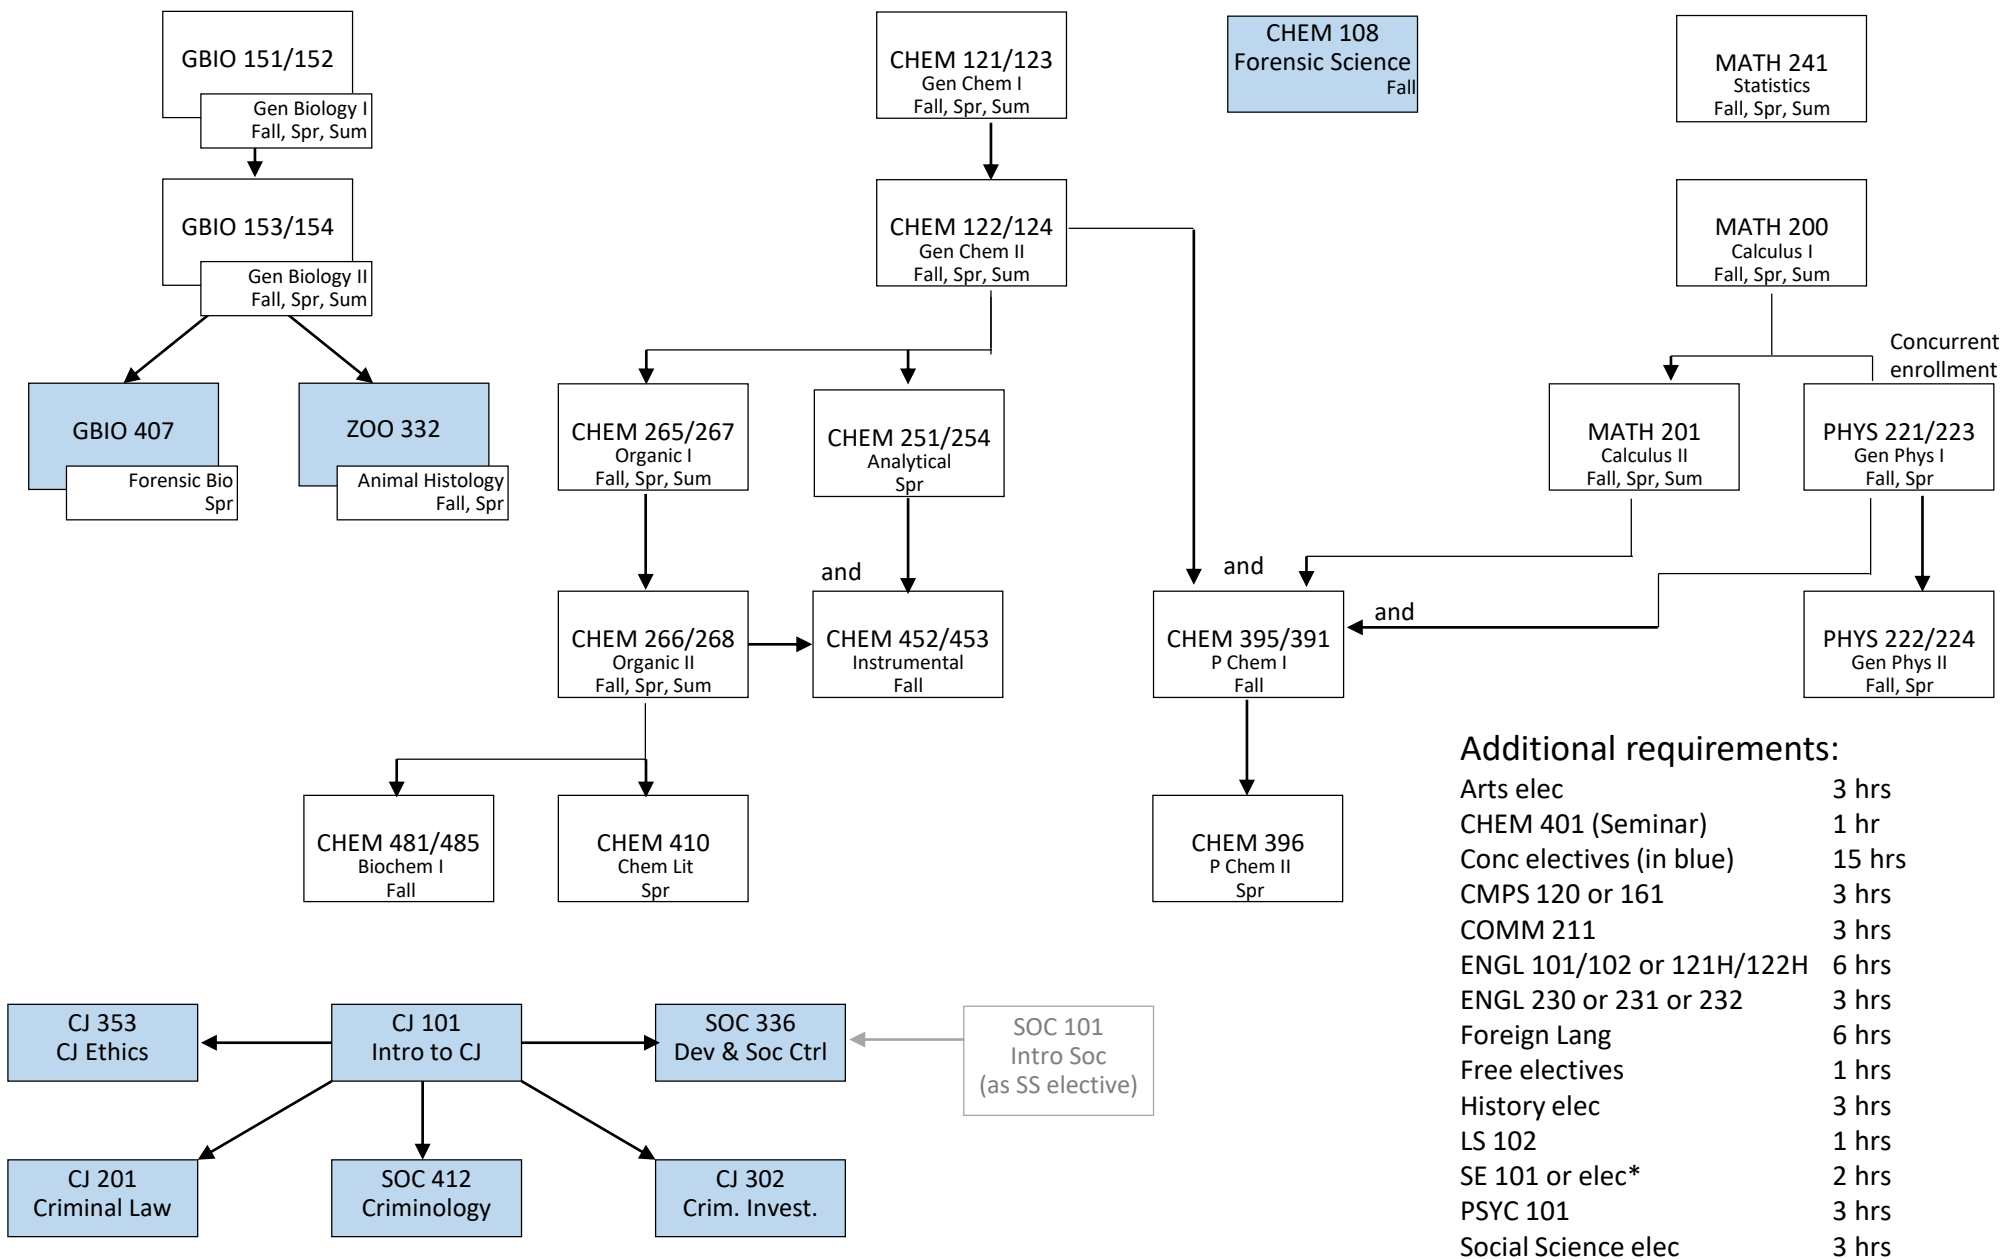 GBIO 151/152
Gen Biology I
Fall, Spr, Sum
CHEM 121/123
Gen Chem I
Fall, Spr, Sum
CHEM 108
Forensic Science
Fall
MATH 241
Statistics
Fall, Spr, Sum
GBIO 153/154
Gen Biology II
Fall, Spr, Sum
CHEM 122/124
Gen Chem II
Fall, Spr, Sum
MATH 200
Calculus I
Fall, Spr, Sum
Concurrent
enrollment
GBIO 407
Forensic Bio
Spr
ZOO 332
Animal Histology
Fall, Spr
CHEM 265/267
Organic I
Fall, Spr, Sum
CHEM 251/254
Analytical
Spr
MATH 201
Calculus II
Fall, Spr, Sum
PHYS 221/223
Gen Phys I
Fall, Spr
and
and
and
CHEM 266/268
Organic II
Fall, Spr, Sum
CHEM 452/453
Instrumental
Fall
CHEM 395/391
P Chem I
Fall
PHYS 222/224
Gen Phys II
Fall, Spr
CHEM 481/485
Biochem I
Fall
CHEM 410
Chem Lit
Spr
CHEM 396
P Chem II
Spr
CJ 353
CJ Ethics
CJ 101
Intro to CJ
SOC 336
Dev & Soc Ctrl
SOC 101
Intro Soc
(as SS elective)
CJ 201
Criminal Law
SOC 412
Criminology
CJ 302
Crim. Invest.
Additional requirements:
Arts elec 3 hrs
CHEM 401 (Seminar) 1 hr
Conc electives (in blue) 15 hrs
CMPS 120 or 161 3 hrs
COMM 211 3 hrs
ENGL 101/102 or 121H/122H 6 hrs
ENGL 230 or 231 or 232 3 hrs
Foreign Lang 6 hrs
Free electives 1 hrs
History elec 3 hrs
LS 102 1 hrs
SE 101 or elec* 2 hrs
PSYC 101 3 hrs
Social Science elec 3 hrs